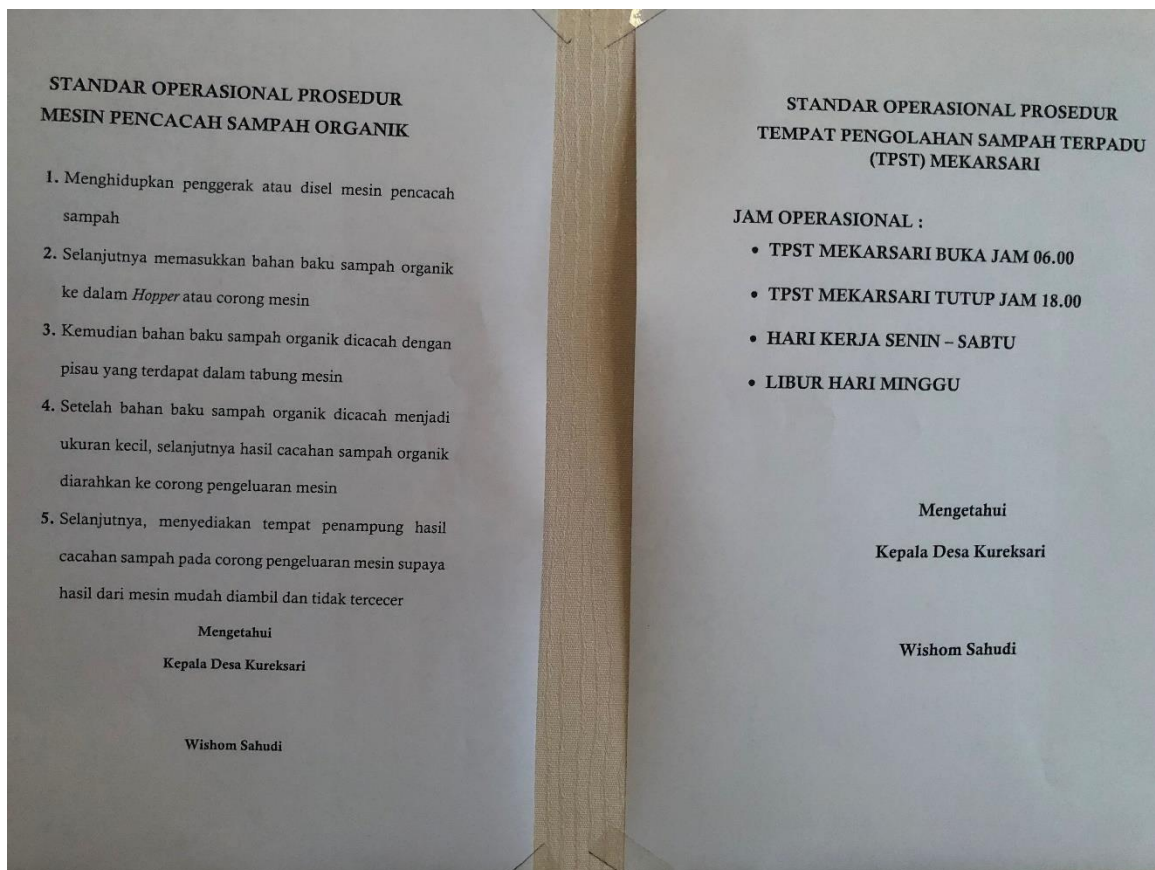 STANDAR OPERASIONAL PROSEDUR
MESIN PENCACAH SAMPAH ORGANIK
1. Menghidupkan penggerak atau disel mesin pencacah
sampah
2. Selanjutnya memasukkan bahan baku sampah organik
ke dalam Hopper atau corong mesin
3. Kemudian bahan baku sampah organik dicacah dengan
pisau yang terdapat dalam tabung mesin
4. Setelah bahan baku sampah organik dicacah menjadi
ukuran kecil, selanjutnya hasil cacahan sampah organik
diarahkan ke corong pengeluaran mesin
5. Selanjutnya, menyediakan tempat penampung hasil
cacahan sampah pada corong pengeluaran mesin supaya
hasil dari mesin mudah diambil dan tidak tercecer
Mengetahui
Kepala Desa Kureksari
Wishom Sahudi
STANDAR OPERASIONAL PROSEDUR
TEMPAT PENGOLAHAN SAMPAH TERPADU
(TPST) MEKARSARI
JAM OPERASIONAL :
• TPST MEKARSARI BUKA JAM 06.00
• TPST MEKARSARI TUTUP JAM 18.00
• HARI KERJA SENIN – SABTU
• LIBUR HARI MINGGU
Mengetahui
Kepala Desa Kureksari
Wishom Sahudi